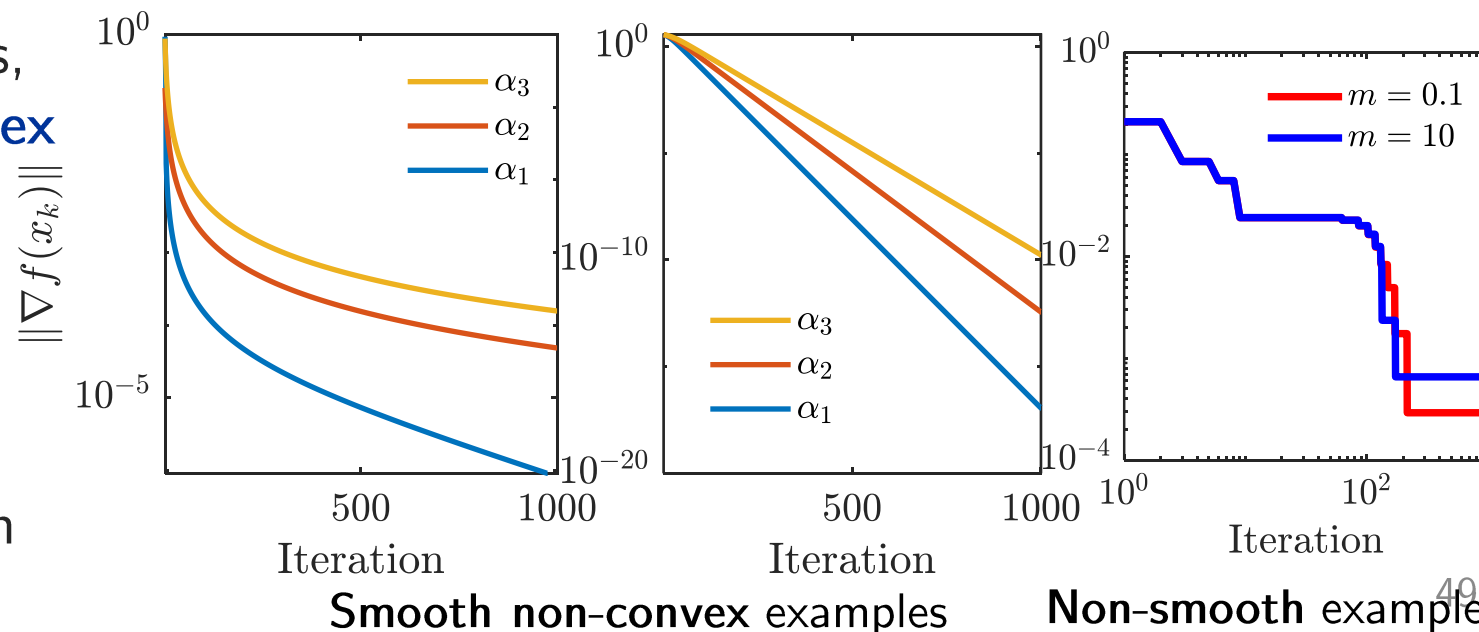 s,
ex
‖∇f(x_k)‖
10^0
10^-5
α_3
α_2
α_1
500
1000
Iteration
10^0
10^-10
10^-20
α_3
α_2
α_1
500
1000
Iteration
10^0
10^-2
10^-4
m = 0.1
m = 10
10^0
10^2
Iteration
n
Smooth non-convex examples
Non-smooth example
49